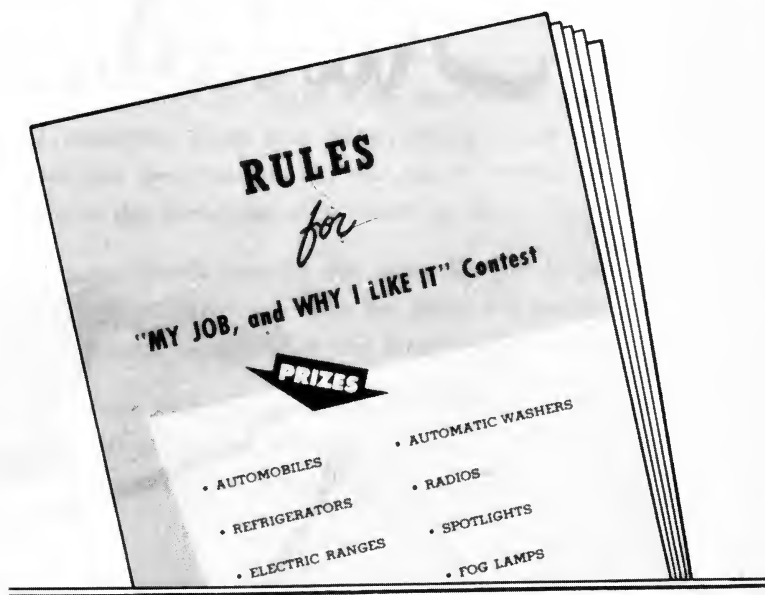 RULES
for
"MY JOB, and WHY I LIKE IT" Contest
PRIZES
• AUTOMOBILES
• REFRIGERATORS
• ELECTRIC RANGES
• AUTOMATIC WASHERS
• RADIOS
• SPOTLIGHTS
• FOG LAMPS